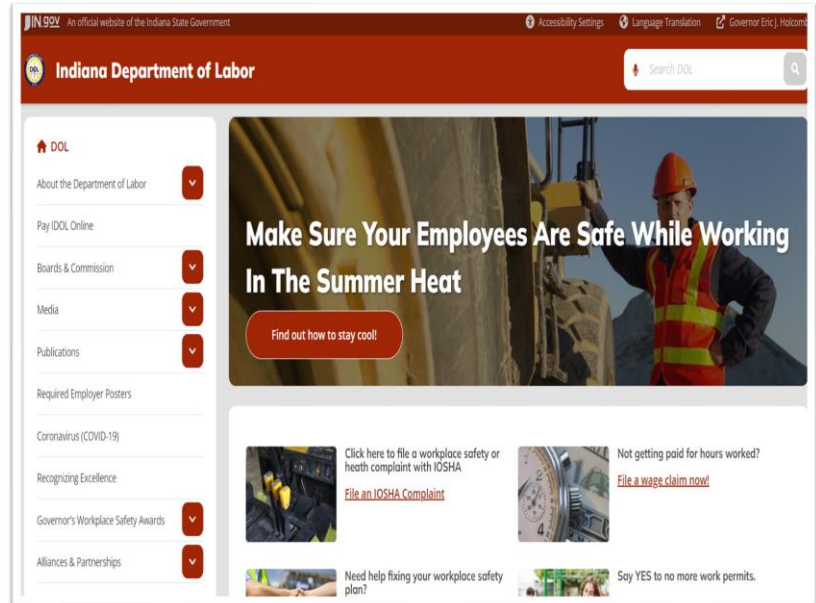 IN.gov An official website of the Indiana State Government
Accessibility Settings
Language Translation
Governor Eric J. Holcomb
DOL
Indiana Department of Labor
Search DOL
DOL
About the Department of Labor
Pay IDOL Online
Boards & Commission
Media
Publications
Required Employer Posters
Coronavirus (COVID-19)
Recognizing Excellence
Governor's Workplace Safety Awards
Alliances & Partnerships
Make Sure Your Employees Are Safe While Working
In The Summer Heat
Find out how to stay cool!
Click here to file a workplace safety or
heath complaint with IOSHA
File an IOSHA Complaint
Not getting paid for hours worked?
File a wage claim now!
Need help fixing your workplace safety
plan?
Say YES to no more work permits.